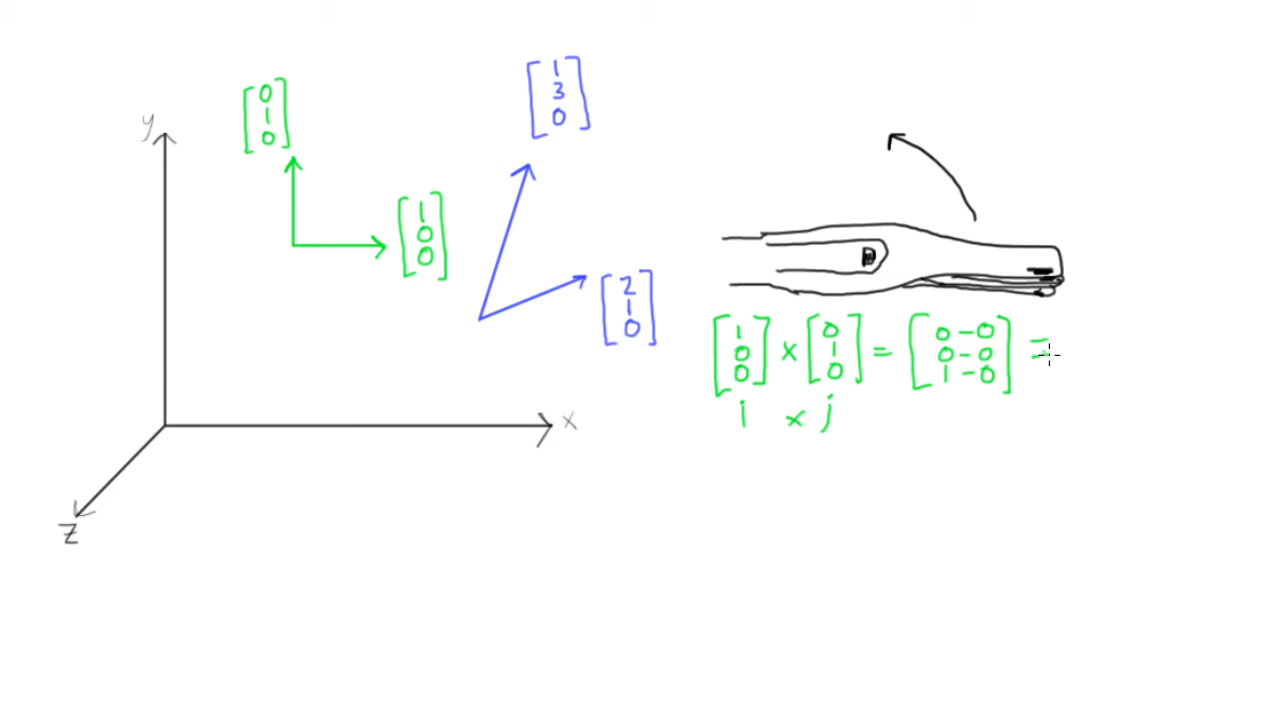 y
[0
1
0]
[1
0
0]
[1
3
0]
[2
1
0]
x
z
[1 0 0] × [0 1 0] = [0-0 0-0 1-0] =
i × j